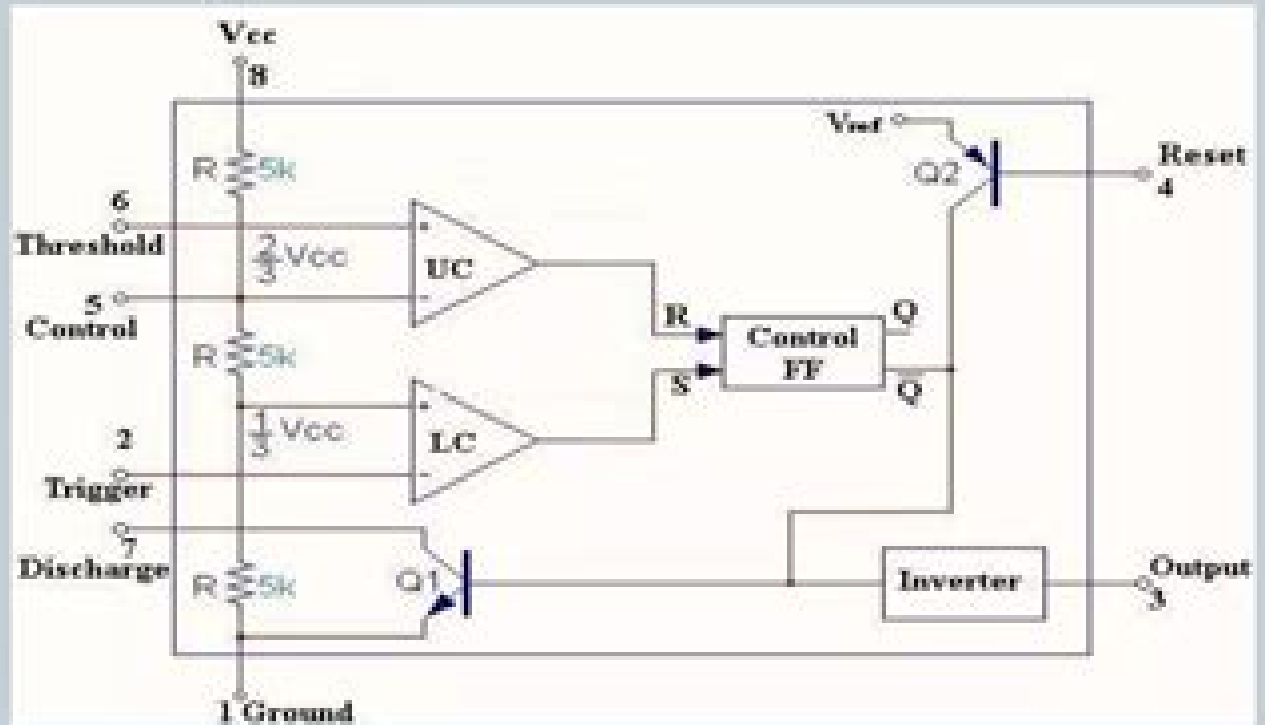 Vcc
8
Vref
Reset
4
Q2
R 5k
6
Threshold
2/3 Vcc
UC
5
Control
R
Q
Control
FF
R 5k
S
Q̅
1/3 Vcc
LC
2
Trigger
7
Discharge
R 5k
Q1
Inverter
Output
3
1 Ground
+
-
+
-